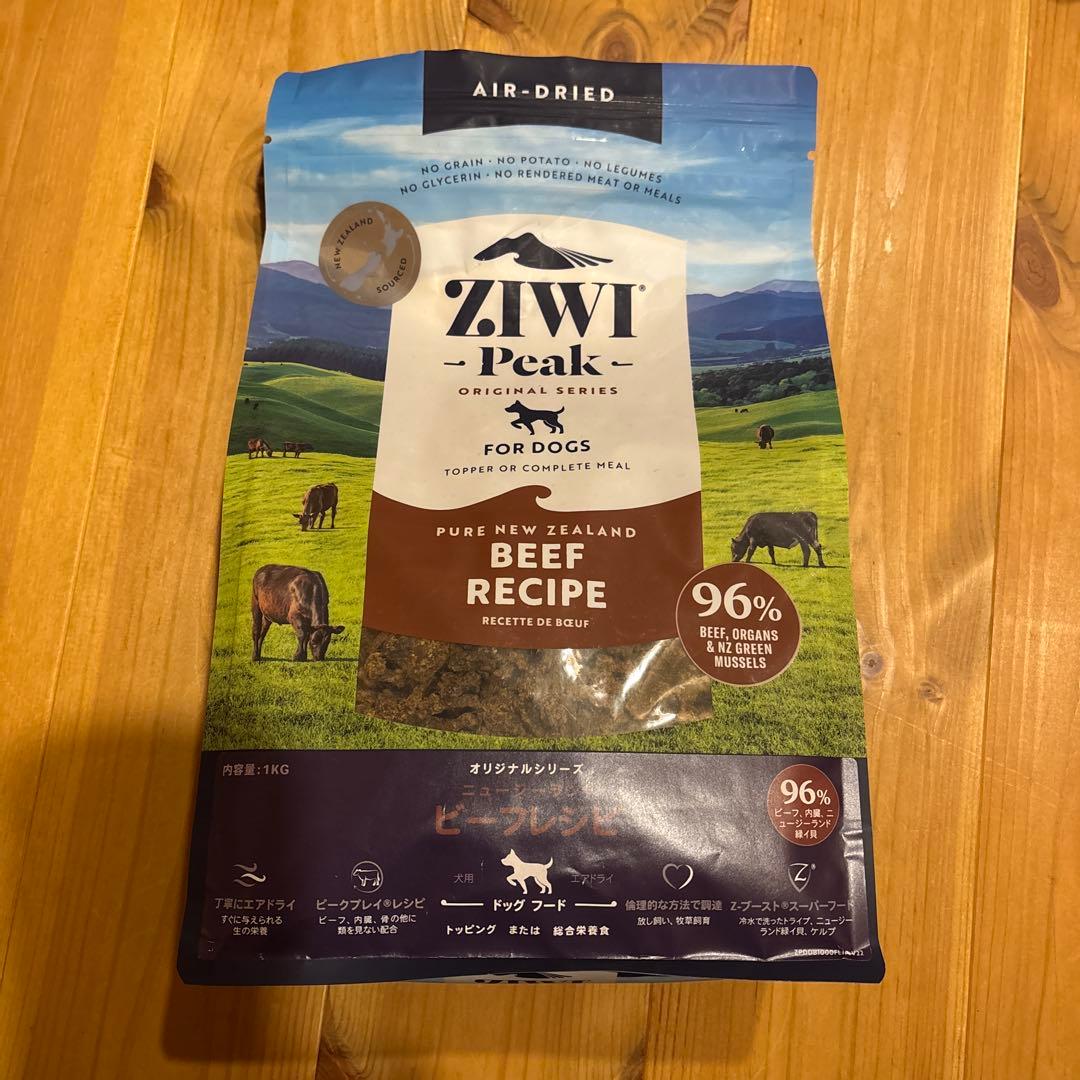 AIR-DRIED
NO GRAIN · NO POTATO · NO LEGUMES
NO GLYCERIN · NO RENDERED MEAT OR MEALS
NEW ZEALAND
SOURCED
ZIWI®
Peak
ORIGINAL SERIES
FOR DOGS
TOPPER OR COMPLETE MEAL
PURE NEW ZEALAND
BEEF
RECIPE
RECETTE DE BŒUF
96%
BEEF, ORGANS
& NZ GREEN
MUSSELS
内容量:1KG
オリジナルシリーズ
ビーフレシピ
96%
ビーフ、内臓、ニ
ュージーランド
緑イ貝
丁寧にエアドライ
すぐに与えられる
生の栄養
ピークプレイ®レシピ
ビーフ、内臓、骨の他に
類を見ない配合
犬用
エアドライ
ドッグ フード
トッピング または 総合栄養食
倫理的な方法で調達
放し飼い、牧草飼育
Z®
Z-ブースト®スーパーフード
冷水で洗ったトライプ、ニュージー
ランド緑イ貝、ケルプ